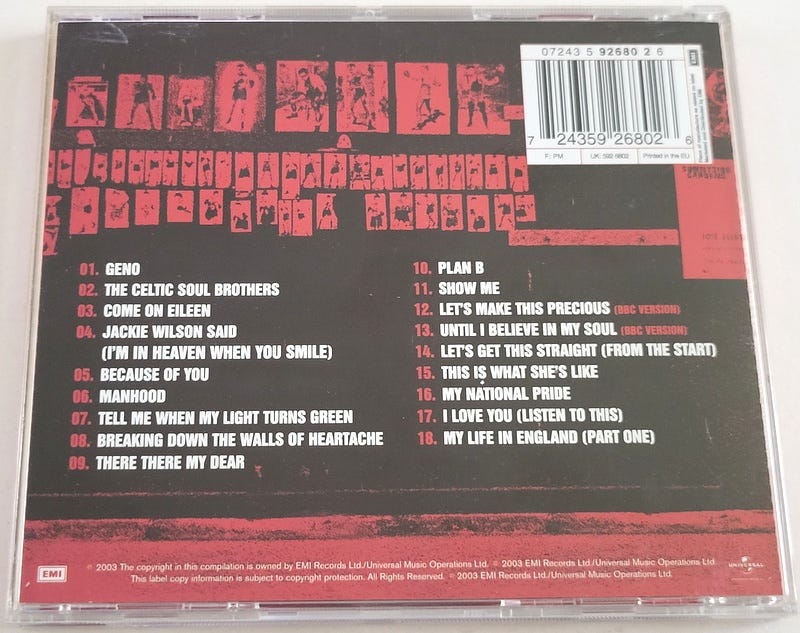 07243 5 92680 2 6
EMI
7 24359 26802 6
F: PM
UK: 592 6802
Printed in the EU
01. GENO
02. THE CELTIC SOUL BROTHERS
03. COME ON EILEEN
04. JACKIE WILSON SAID
(I'M IN HEAVEN WHEN YOU SMILE)
05. BECAUSE OF YOU
06. MANHOOD
07. TELL ME WHEN MY LIGHT TURNS GREEN
08. BREAKING DOWN THE WALLS OF HEARTACHE
09. THERE THERE MY DEAR
10. PLAN B
11. SHOW ME
12. LET'S MAKE THIS PRECIOUS (BBC VERSION)
13. UNTIL I BELIEVE IN MY SOUL (BBC VERSION)
14. LET'S GET THIS STRAIGHT (FROM THE START)
15. THIS IS WHAT SHE'S LIKE
16. MY NATIONAL PRIDE
17. I LOVE YOU (LISTEN TO THIS)
18. MY LIFE IN ENGLAND (PART ONE)
EMI
℗ 2003 The copyright in this compilation is owned by EMI Records Ltd./Universal Music Operations Ltd. © 2003 EMI Records Ltd./Universal Music Operations Ltd.
This label copy information is subject to copyright protection. All Rights Reserved. © 2003 EMI Records Ltd./Universal Music Operations Ltd.
UNIVERSAL